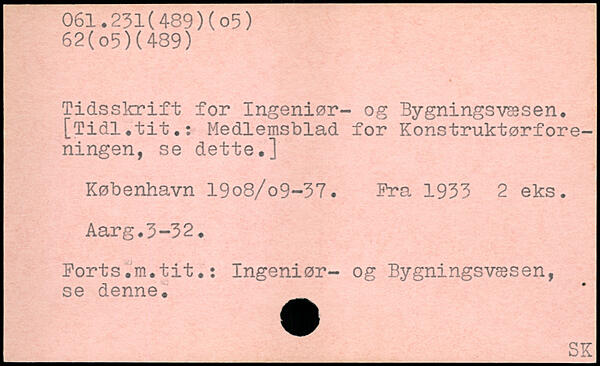 061.231(489)(o5)
62(o5)(489)
Tidsskrift for Ingeniør- og Bygningsvæsen.
[Tidl.tit.: Medlemsblad for Konstruktørfore-
ningen, se dette.]
København 19o8/o9-37. Fra 1933 2 eks.
Aarg.3-32.
Forts.m.tit.: Ingeniør- og Bygningsvæsen,
se denne.
SK